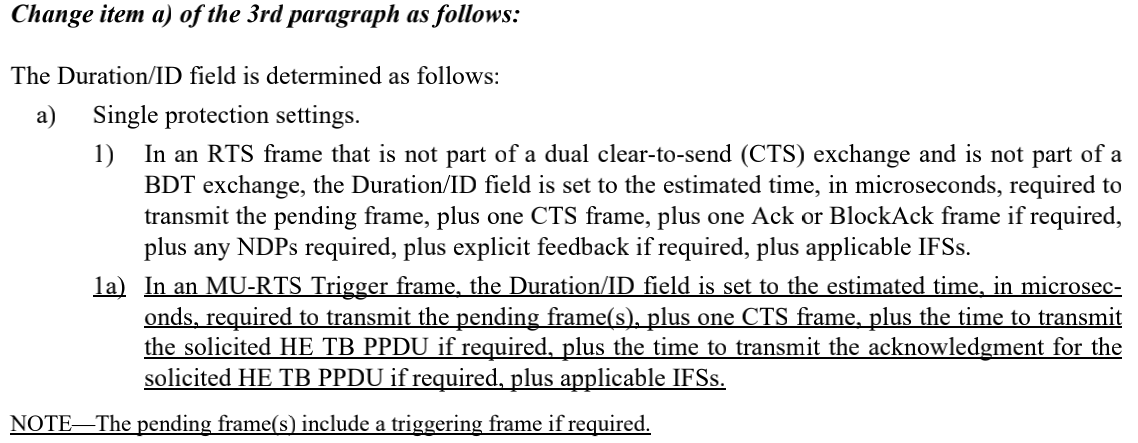 Change item a) of the 3rd paragraph as follows:
The Duration/ID field is determined as follows:
a) Single protection settings.
1) In an RTS frame that is not part of a dual clear-to-send (CTS) exchange and is not part of a
BDT exchange, the Duration/ID field is set to the estimated time, in microseconds, required to
transmit the pending frame, plus one CTS frame, plus one Ack or BlockAck frame if required,
plus any NDPs required, plus explicit feedback if required, plus applicable IFSs.
1a) In an MU-RTS Trigger frame, the Duration/ID field is set to the estimated time, in microsec-
onds, required to transmit the pending frame(s), plus one CTS frame, plus the time to transmit
the solicited HE TB PPDU if required, plus the time to transmit the acknowledgment for the
solicited HE TB PPDU if required, plus applicable IFSs.
NOTE—The pending frame(s) include a triggering frame if required.